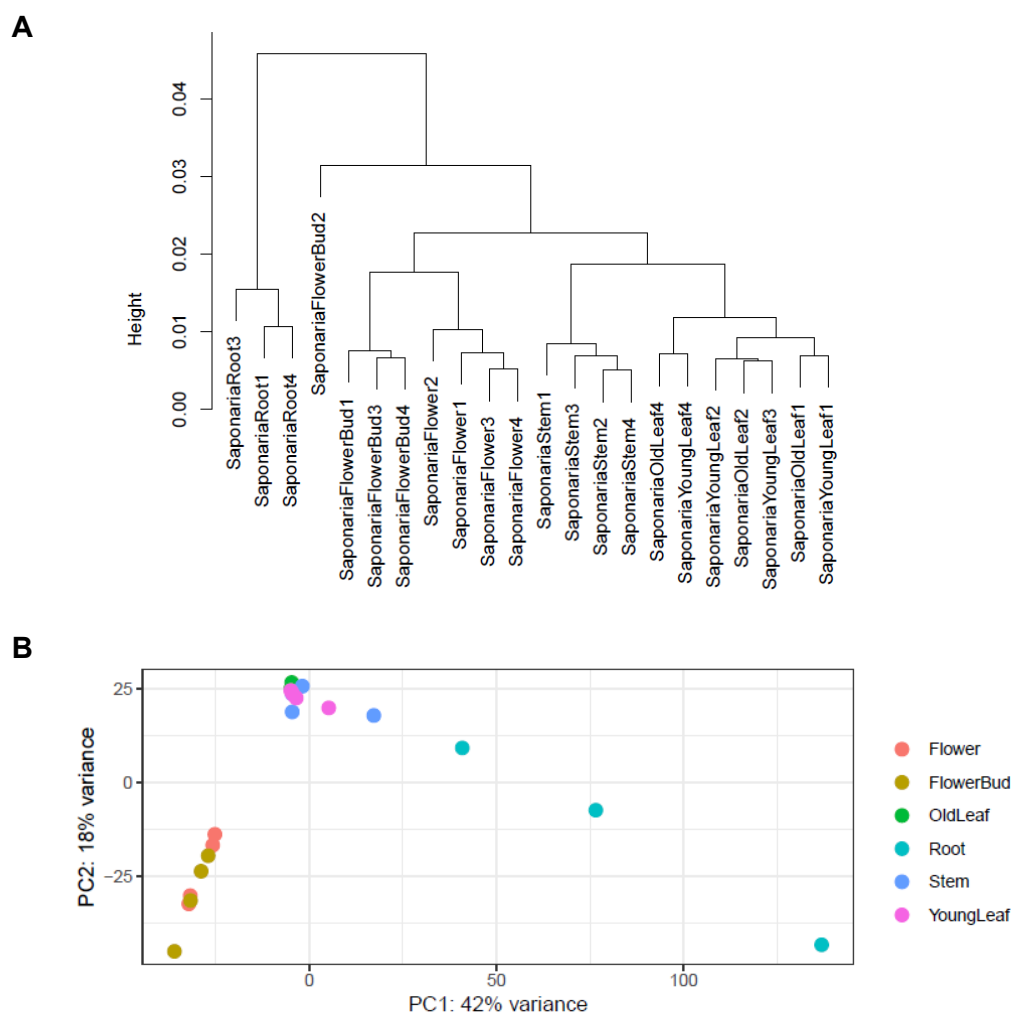 A
Height
0.04
0.03
0.02
0.01
0.00
SaponariaRoot3
SaponariaRoot1
SaponariaRoot4
SaponariaFlowerBud2
SaponariaFlowerBud1
SaponariaFlowerBud3
SaponariaFlowerBud4
SaponariaFlower2
SaponariaFlower1
SaponariaFlower3
SaponariaFlower4
SaponariaStem1
SaponariaStem3
SaponariaStem2
SaponariaStem4
SaponariaOldLeaf4
SaponariaYoungLeaf4
SaponariaYoungLeaf2
SaponariaOldLeaf2
SaponariaYoungLeaf3
SaponariaOldLeaf1
SaponariaYoungLeaf1
B
PC2: 18% variance
25
0
−25
0
50
100
PC1: 42% variance
Flower
FlowerBud
OldLeaf
Root
Stem
YoungLeaf